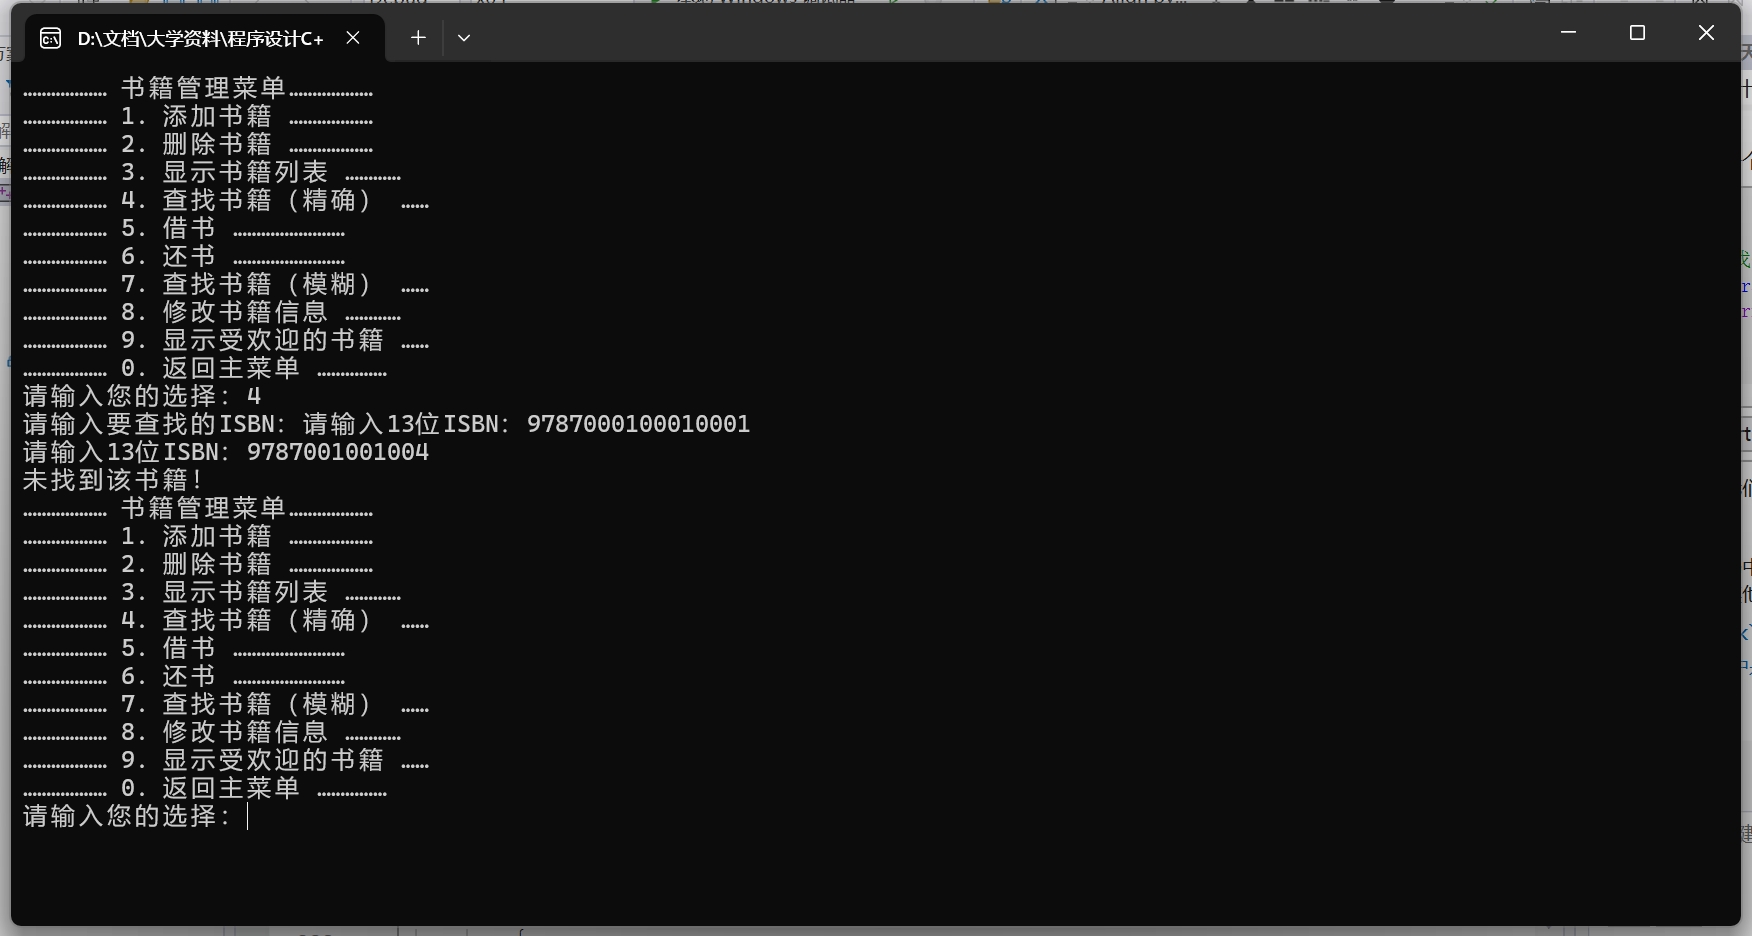 D:\文档\大学资料\程序设计C+
……………… 书籍管理菜单………………
……………… 1. 添加书籍 ………………
……………… 2. 删除书籍 ………………
……………… 3. 显示书籍列表 …………
……………… 4. 查找书籍（精确） ……
……………… 5. 借书 ……………………
……………… 6. 还书 ……………………
……………… 7. 查找书籍（模糊） ……
……………… 8. 修改书籍信息 …………
……………… 9. 显示受欢迎的书籍 ……
……………… 0. 返回主菜单 ……………
请输入您的选择: 4
请输入要查找的ISBN: 请输入13位ISBN: 9787000100010001
请输入13位ISBN: 9787001001004
未找到该书籍!
……………… 书籍管理菜单………………
……………… 1. 添加书籍 ………………
……………… 2. 删除书籍 ………………
……………… 3. 显示书籍列表 …………
……………… 4. 查找书籍（精确） ……
……………… 5. 借书 ……………………
……………… 6. 还书 ……………………
……………… 7. 查找书籍（模糊） ……
……………… 8. 修改书籍信息 …………
……………… 9. 显示受欢迎的书籍 ……
……………… 0. 返回主菜单 ……………
请输入您的选择: